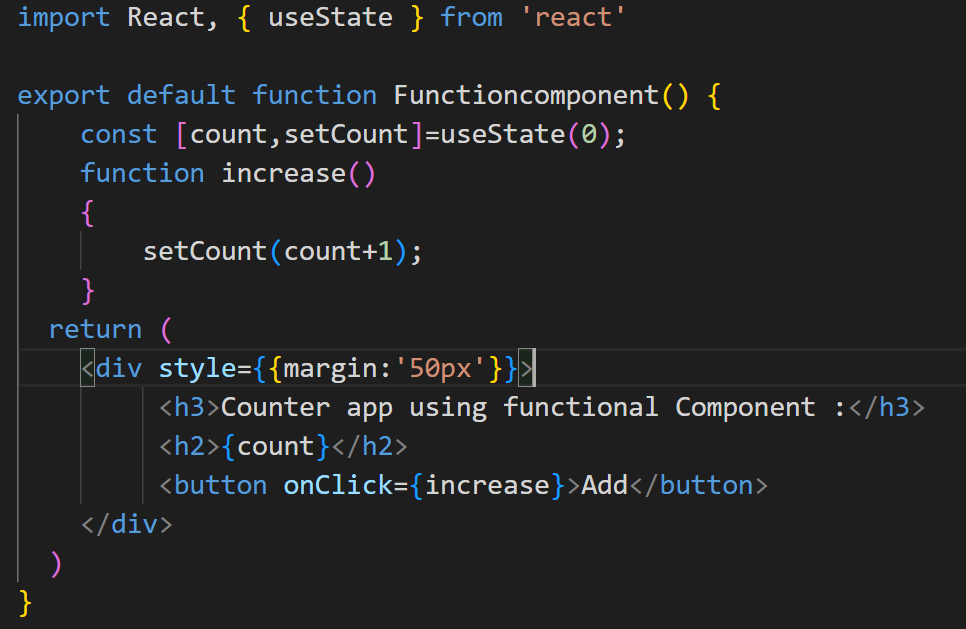 import React, { useState } from 'react'

export default function Functioncomponent() {
    const [count,setCount]=useState(0);
    function increase()
    {
        setCount(count+1);
    }
  return (
    <div style={{margin:'50px'}}>
         <h3>Counter app using functional Component :</h3>
         <h2>{count}</h2>
         <button onClick={increase}>Add</button>
    </div>
  )
}